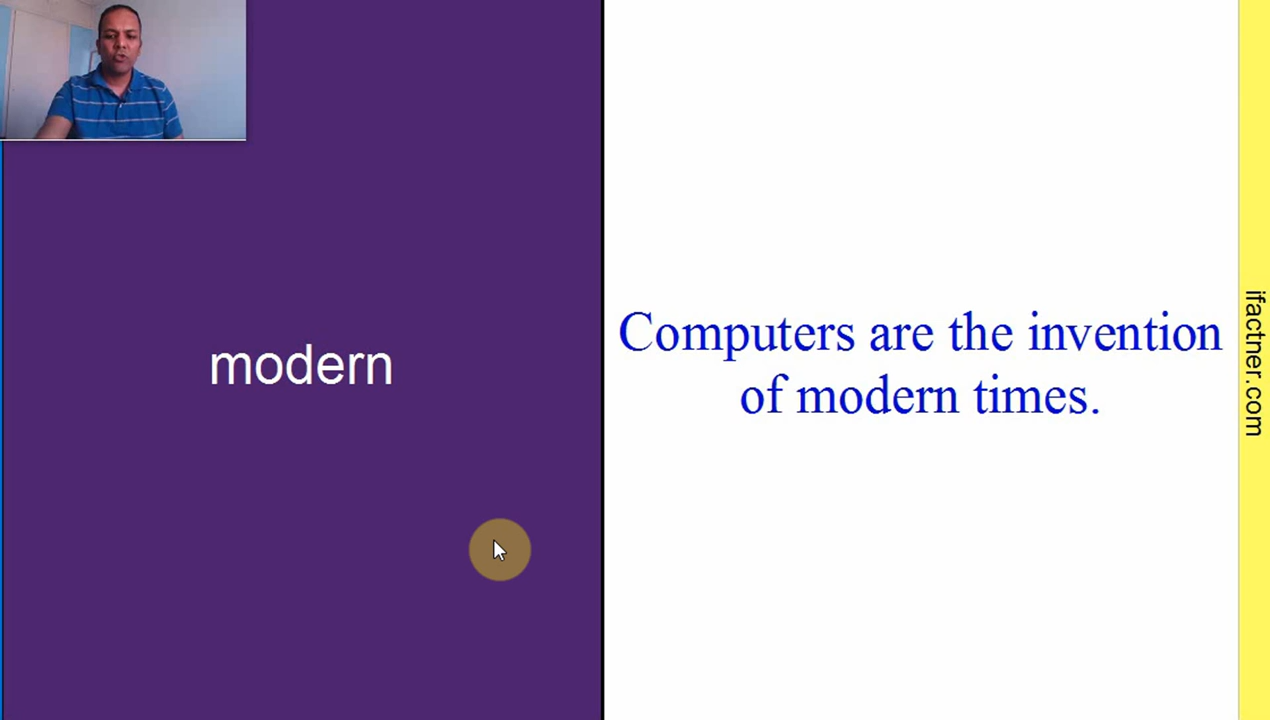 modern
Computers are the invention
of modern times.
ifactner.com